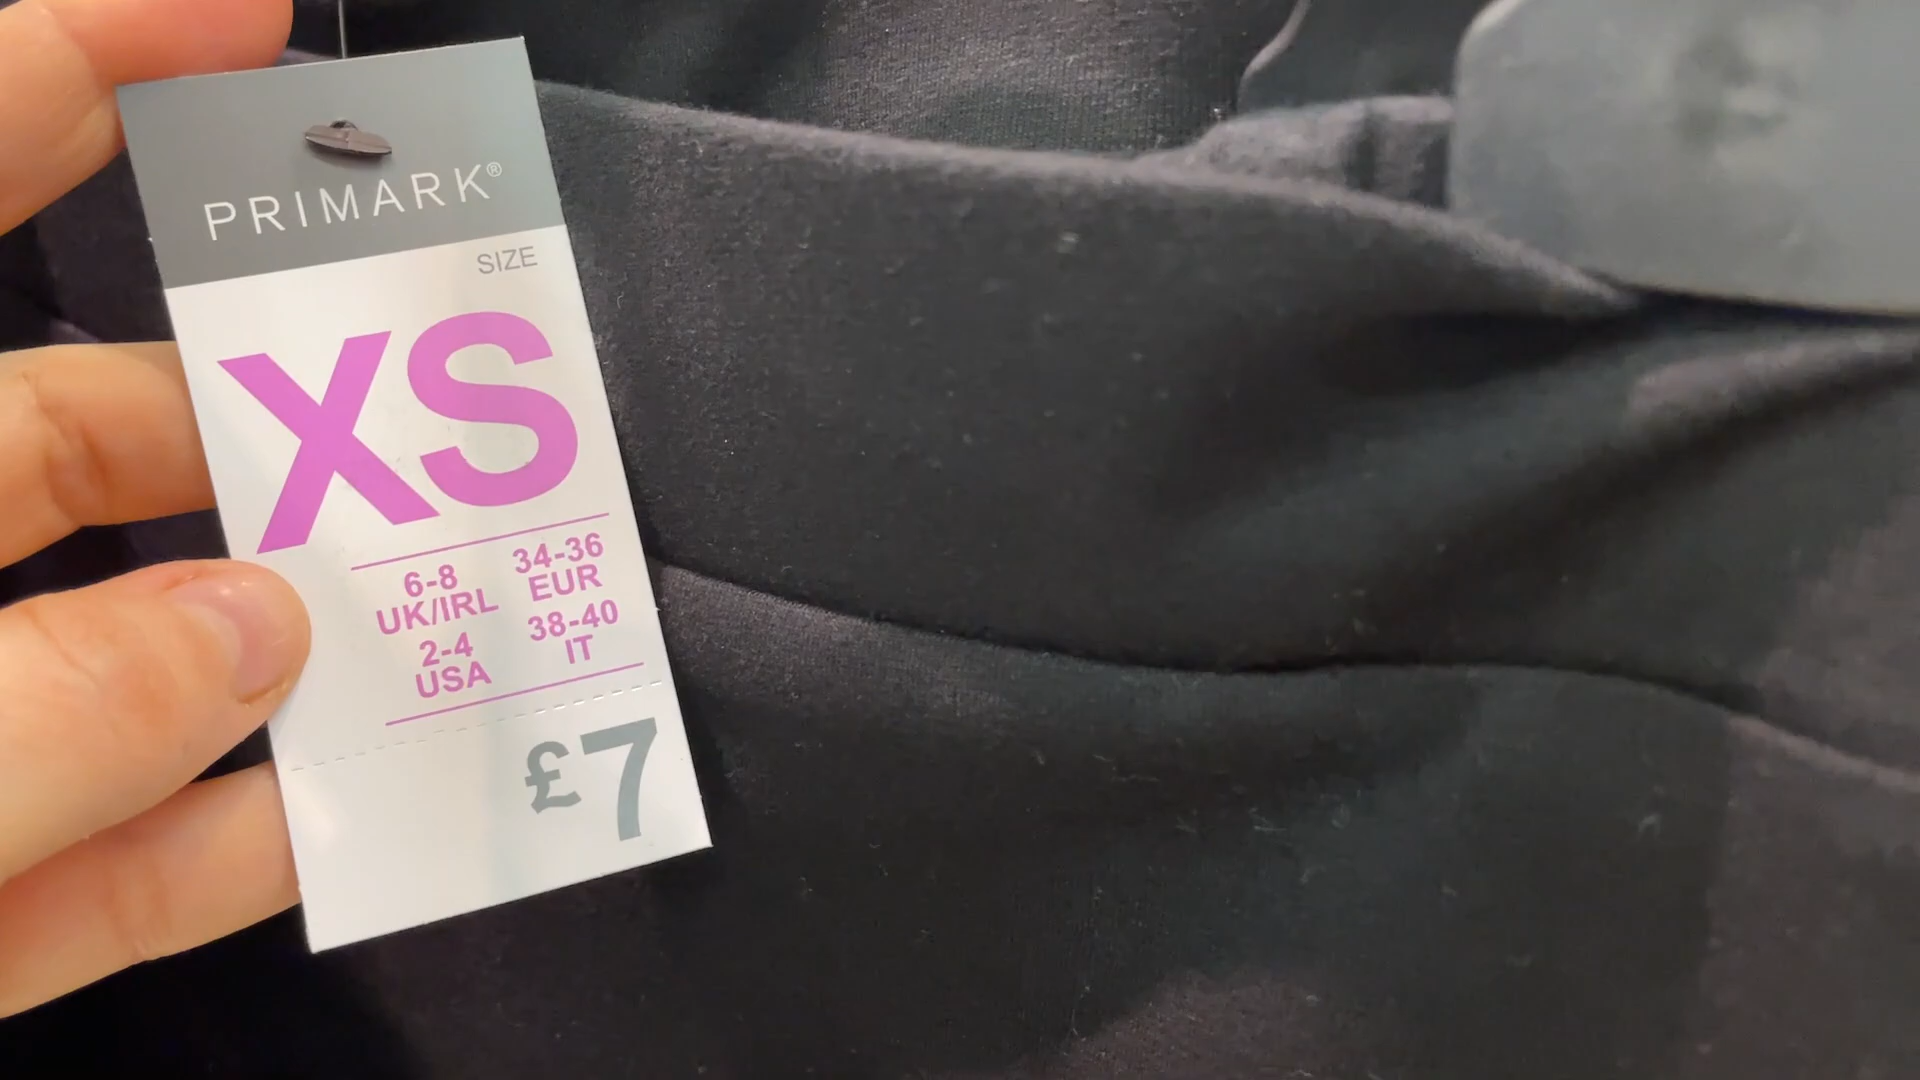 PRIMARK®
SIZE
XS
6-8 34-36
UK/IRL EUR
2-4 38-40
USA IT
£7